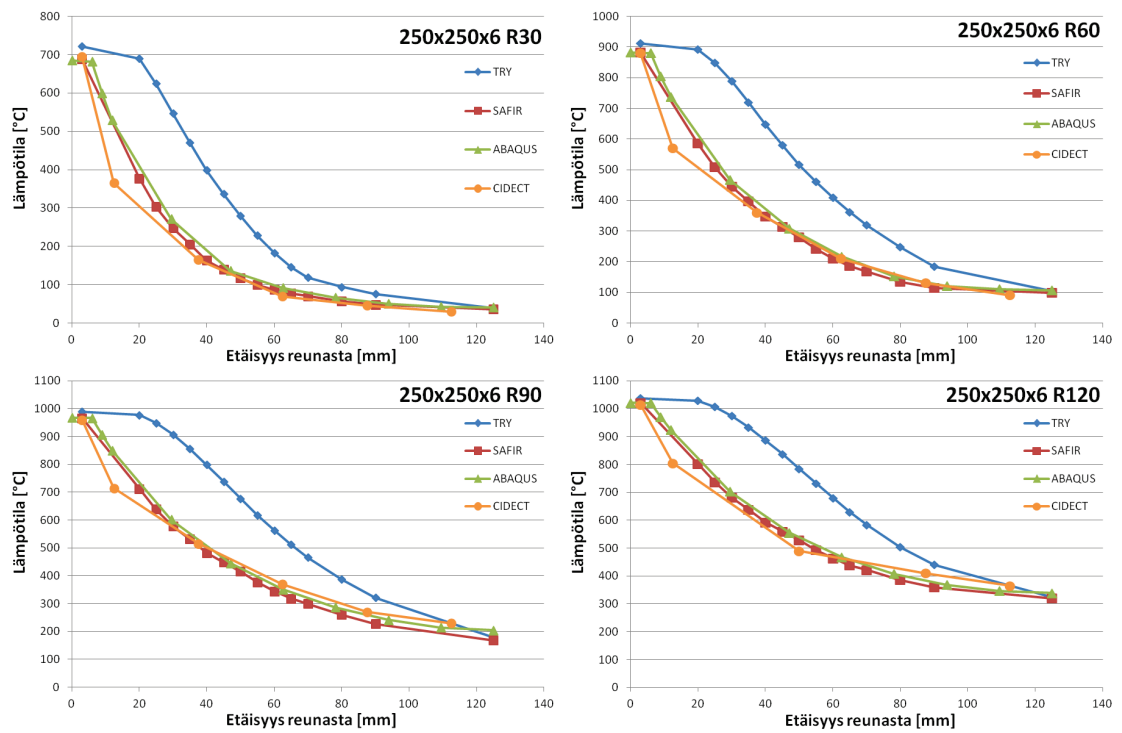 250x250x6 R30
Lämpötila [°C]
800
700
600
500
400
300
200
100
0
0 20 40 60 80 100 120 140
Etäisyys reunasta [mm]
TRY
SAFIR
ABAQUS
CIDECT
250x250x6 R60
Lämpötila [°C]
1000
900
800
700
600
500
400
300
200
100
0
0 20 40 60 80 100 120 140
Etäisyys reunasta [mm]
TRY
SAFIR
ABAQUS
CIDECT
250x250x6 R90
Lämpötila [°C]
1100
1000
900
800
700
600
500
400
300
200
100
0
0 20 40 60 80 100 120 140
Etäisyys reunasta [mm]
TRY
SAFIR
ABAQUS
CIDECT
250x250x6 R120
Lämpötila [°C]
1100
1000
900
800
700
600
500
400
300
200
100
0
0 20 40 60 80 100 120 140
Etäisyys reunasta [mm]
TRY
SAFIR
ABAQUS
CIDECT